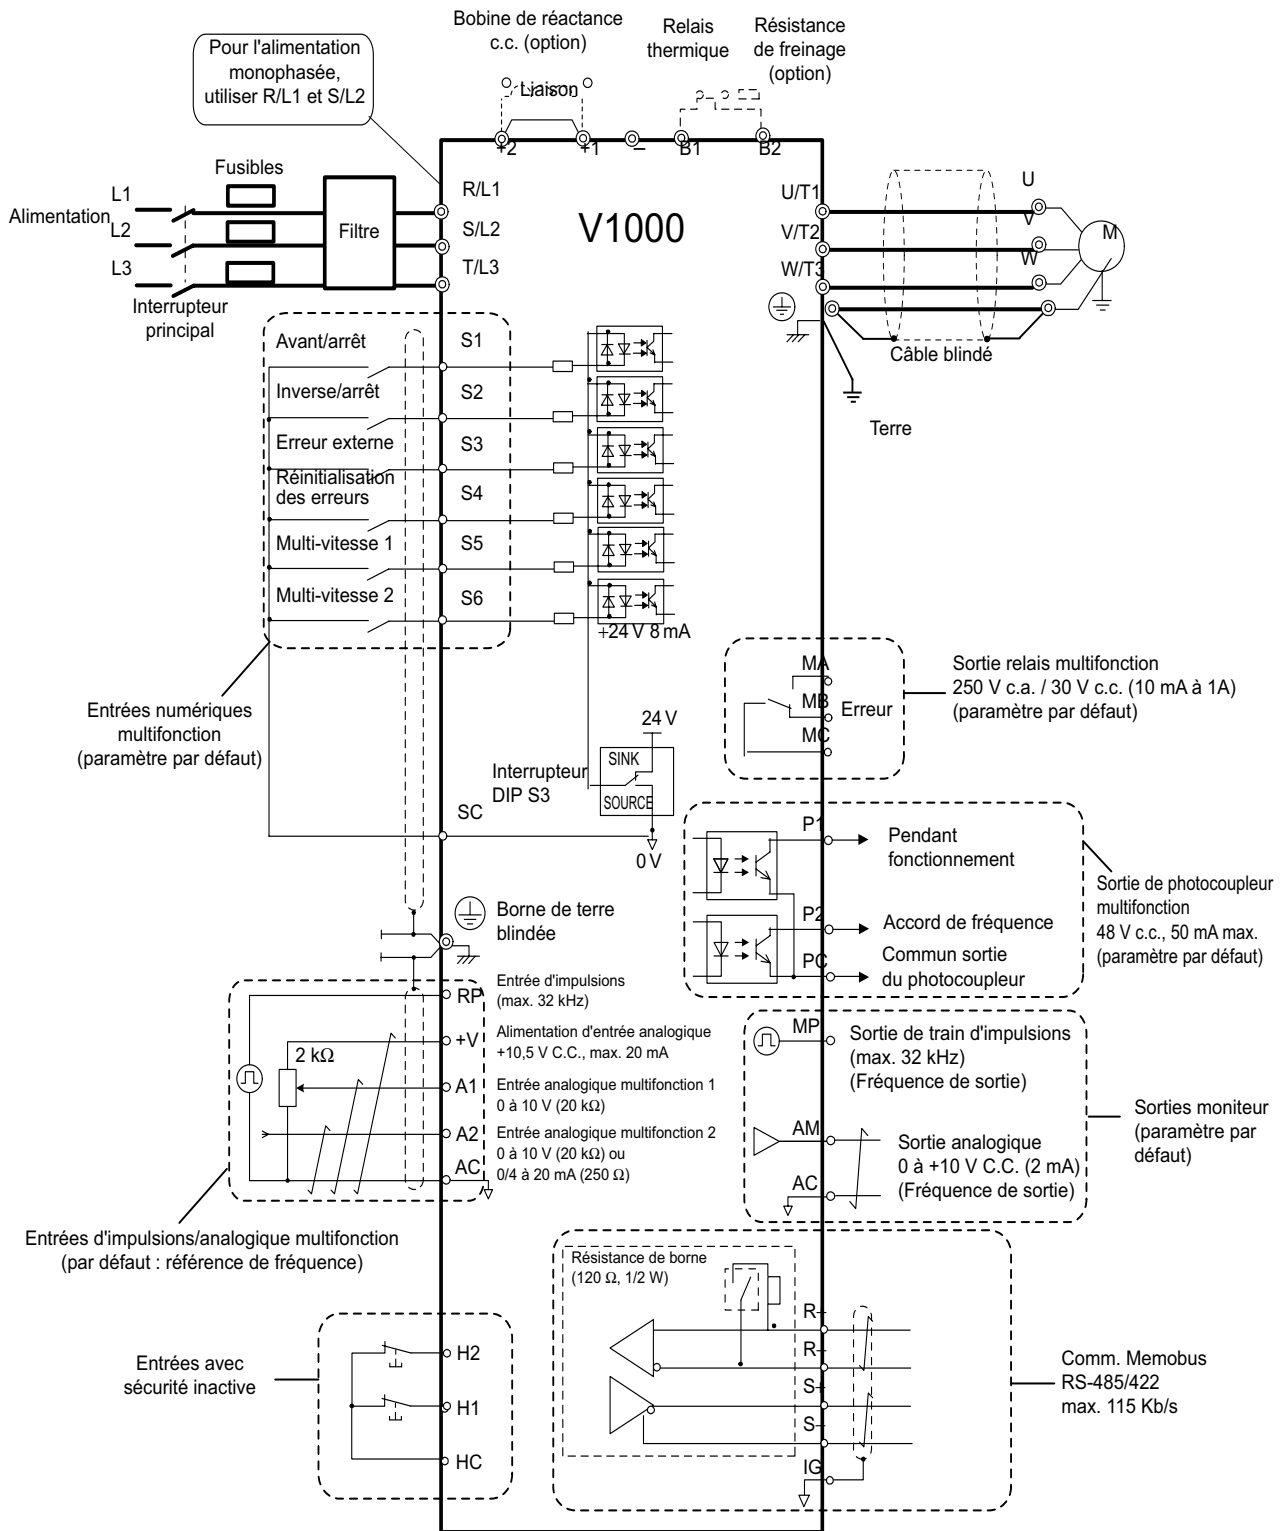 Bobine de réactance
c.c. (option)
Relais
thermique
Résistance
de freinage
(option)
Pour l'alimentation
monophasée,
utiliser R/L1 et S/L2
Liaison
+2
+1
–
B1
B2
Fusibles
L1
Alimentation
L2
L3
Interrupteur
principal
Filtre
R/L1
S/L2
T/L3
V1000
U/T1
V/T2
W/T3
U
V
W
M
Câble blindé
Terre
Avant/arrêt
S1
Inverse/arrêt
S2
Erreur externe
S3
Réinitialisation
des erreurs
S4
Multi-vitesse 1
S5
Multi-vitesse 2
S6
+24 V 8 mA
Entrées numériques
multifonction
(paramètre par défaut)
24 V
SINK
SOURCE
Interrupteur
DIP S3
SC
0 V
MA
MB
MC
Erreur
Sortie relais multifonction
250 V c.a. / 30 V c.c. (10 mA à 1A)
(paramètre par défaut)
P1
Pendant
fonctionnement
P2
Accord de fréquence
PC
Commun sortie
du photocoupleur
Sortie de photocoupleur
multifonction
48 V c.c., 50 mA max.
(paramètre par défaut)
Borne de terre
blindée
RP
Entrée d'impulsions
(max. 32 kHz)
+V
Alimentation d'entrée analogique
+10,5 V C.C., max. 20 mA
2 kΩ
A1
Entrée analogique multifonction 1
0 à 10 V (20 kΩ)
A2
Entrée analogique multifonction 2
0 à 10 V (20 kΩ) ou
0/4 à 20 mA (250 Ω)
AC
Entrées d'impulsions/analogique multifonction
(par défaut : référence de fréquence)
MP
Sortie de train d'impulsions
(max. 32 kHz)
(Fréquence de sortie)
AM
Sortie analogique
0 à +10 V C.C. (2 mA)
(Fréquence de sortie)
AC
Sorties moniteur
(paramètre par
défaut)
Résistance de borne
(120 Ω, 1/2 W)
R+
R-
S+
S-
IG
Comm. Memobus
RS-485/422
max. 115 Kb/s
Entrées avec
sécurité inactive
H2
H1
HC